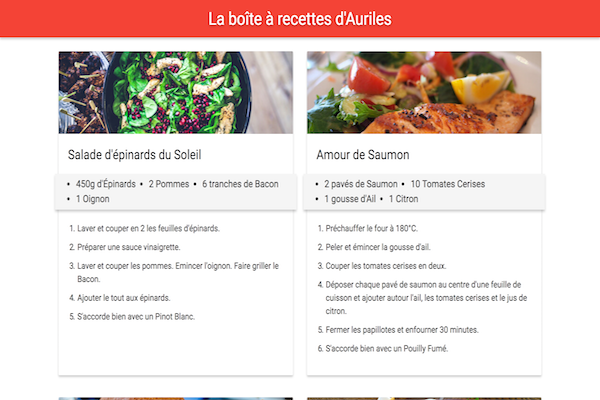 La boîte à recettes d'Auriles
Salade d'épinards du Soleil
• 450g d'Épinards • 2 Pommes • 6 tranches de Bacon
• 1 Oignon
1. Laver et couper en 2 les feuilles d'épinards.
2. Préparer une sauce vinaigrette.
3. Laver et couper les pommes. Emincer l'oignon. Faire griller le
Bacon.
4. Ajouter le tout aux épinards.
5. S'accorde bien avec un Pinot Blanc.
Amour de Saumon
• 2 pavés de Saumon • 10 Tomates Cerises
• 1 gousse d'Ail • 1 Citron
1. Préchauffer le four à 180°C.
2. Peler et émincer la gousse d'ail.
3. Couper les tomates cerises en deux.
4. Déposer chaque pavé de saumon au centre d'une feuille de
cuisson et ajouter autour l'ail, les tomates cerises et le jus de
citron.
5. Fermer les papillotes et enfourner 30 minutes.
6. S'accorde bien avec un Pouilly Fumé.